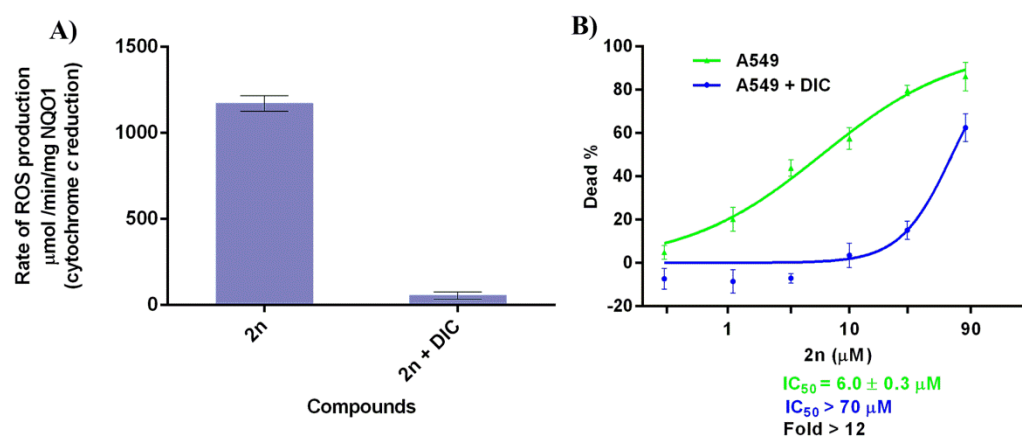 A)
Rate of ROS production
µmol /min/mg NQO1
(cytochrome c reduction)
1500
1000
500
0
2n
2n + DIC
Compounds
B)
A549
A549 + DIC
Dead %
100
80
60
40
20
0
-20
1
10
90
2n (µM)
IC50 = 6.0 ± 0.3 µM
IC50 > 70 µM
Fold > 12